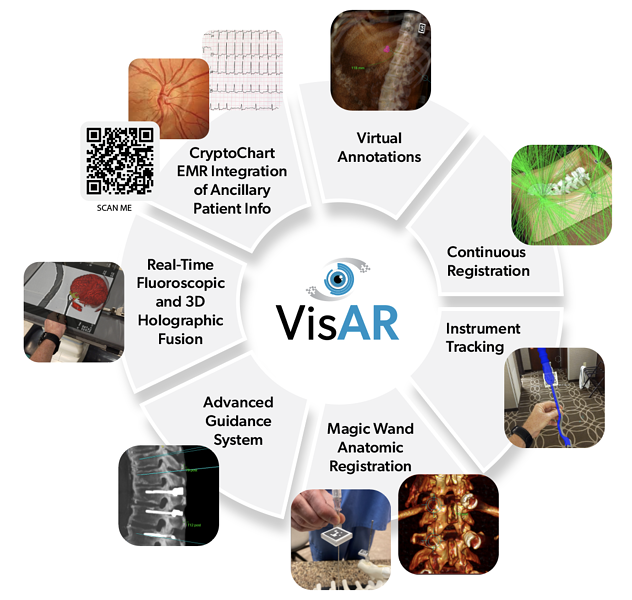 Virtual
Annotations
CryptoChart
EMR Integration
of Ancillary
Patient Info
SCAN ME
Continuous
Registration
Real-Time
Fluoroscopic
and 3D
Holographic
Fusion
VisAR
Instrument
Tracking
Advanced
Guidance
System
Magic Wand
Anatomic
Registration